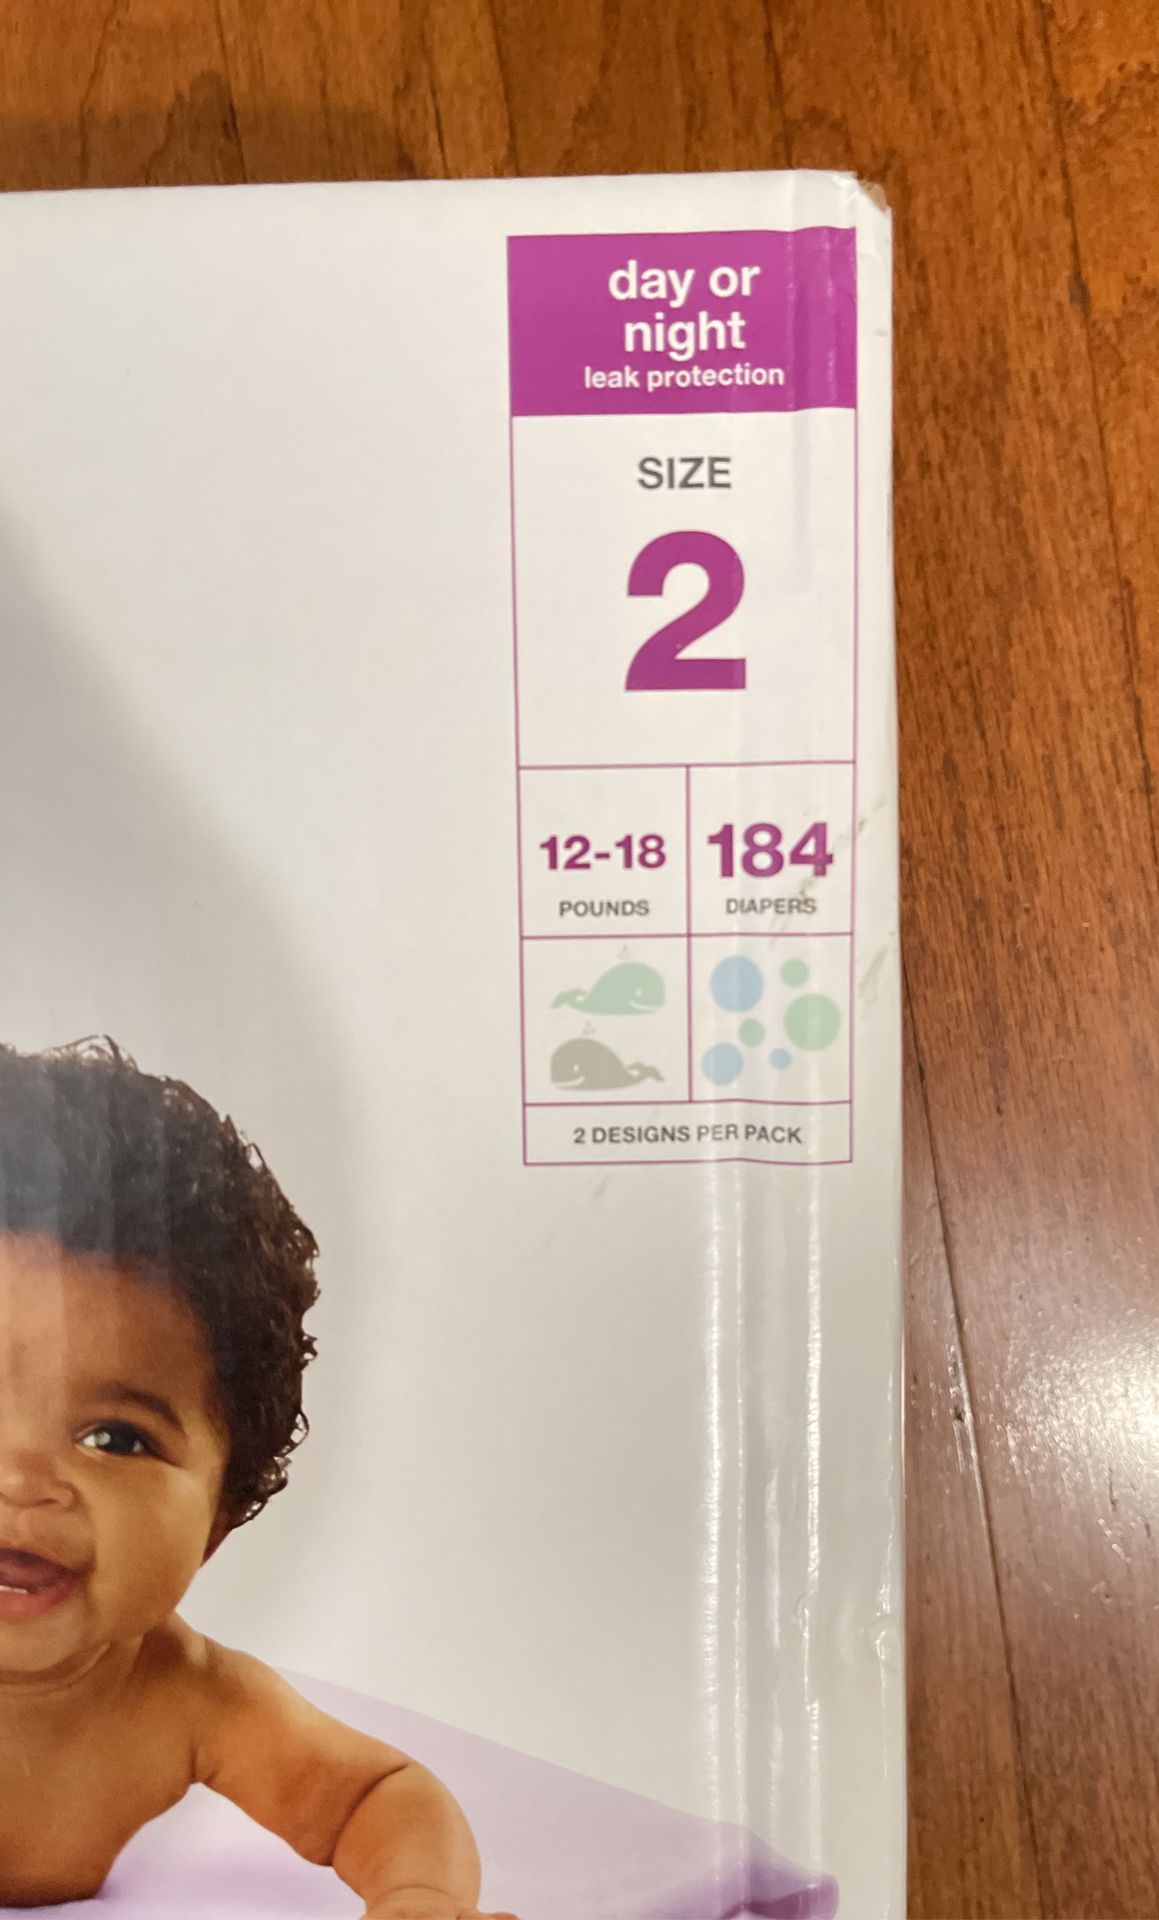 day or
night
leak protection
SIZE
2
12-18
POUNDS
184
DIAPERS
2 DESIGNS PER PACK